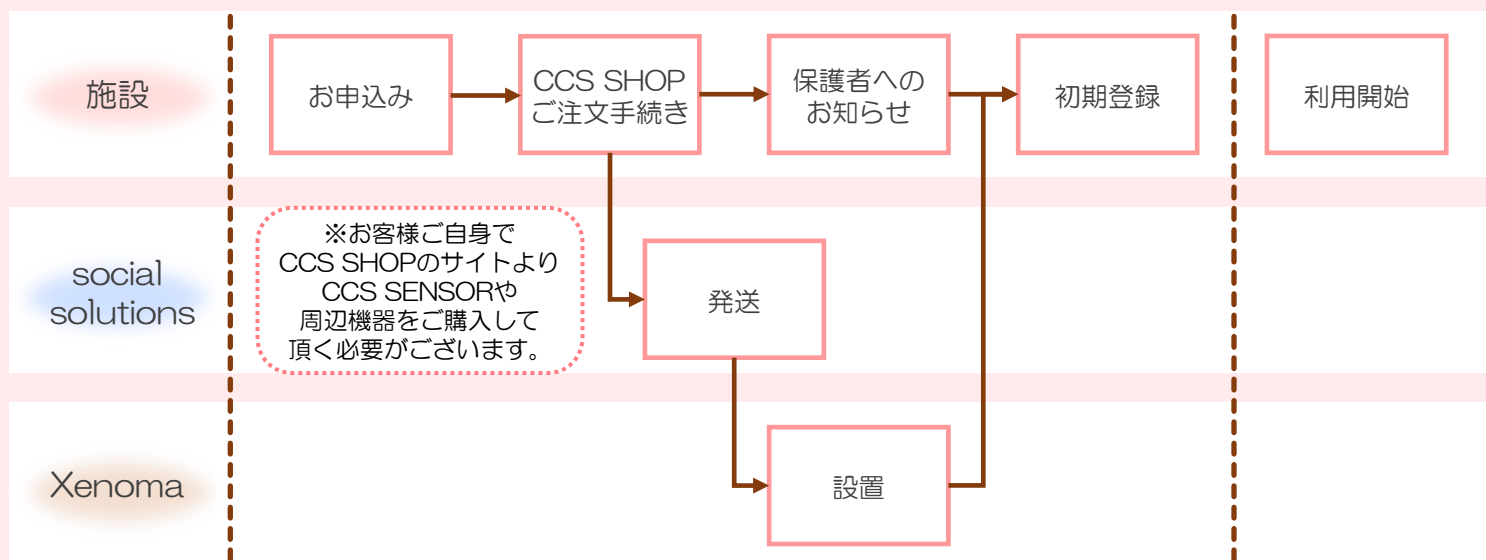 施設
お申込み
CCS SHOP
ご注文手続き
保護者への
お知らせ
初期登録
利用開始
social
solutions
※お客様ご自身で
CCS SHOPのサイトより
CCS SENSORや
周辺機器をご購入して
頂く必要がございます。
発送
Xenoma
設置